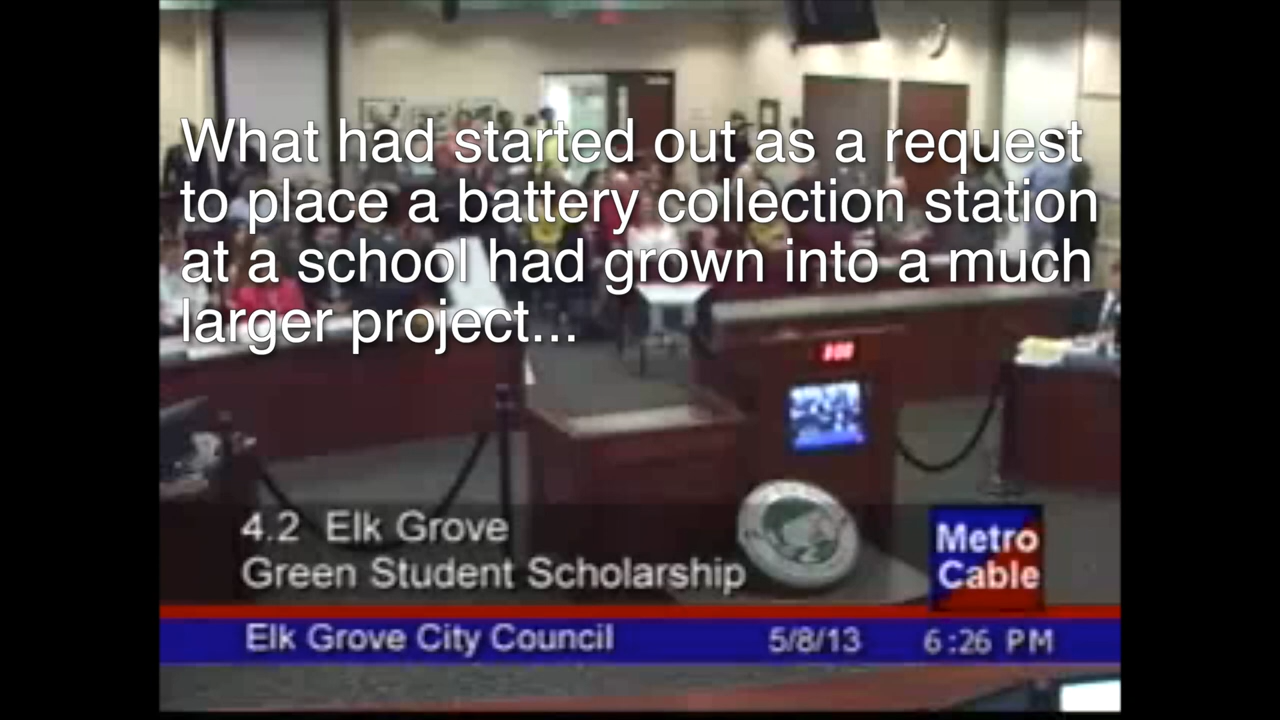 What had started out as a request
to place a battery collection station
at a school had grown into a much
larger project...
4.2 Elk Grove
Green Student Scholarship
Metro
Cable
Elk Grove City Council 5/8/13 6:26 PM